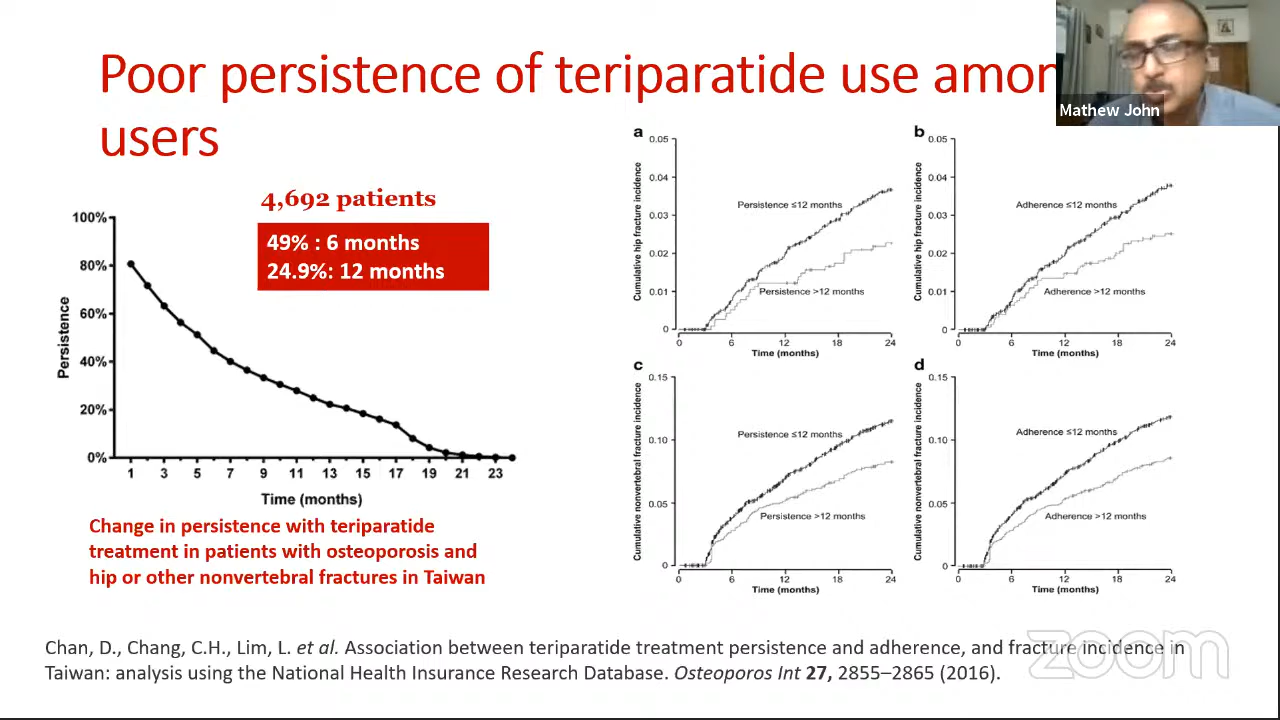 Poor persistence of teriparatide use amon
users
Mathew John
4,692 patients
49% : 6 months
24.9%: 12 months
100%
80%
60%
40%
20%
0%
Persistence
1 3 5 7 9 11 13 15 17 19 21 23
Time (months)
Change in persistence with teriparatide
treatment in patients with osteoporosis and
hip or other nonvertebral fractures in Taiwan
a
Cumulative hip fracture incidence
0.05
0.04
0.03
0.02
0.01
0
Persistence ≤12 months
Persistence >12 months
0 6 12 18 24
Time (months)
b
Cumulative hip fracture incidence
0.05
0.04
0.03
0.02
0.01
0
Adherence ≤12 months
Adherence >12 months
0 6 12 18 24
Time (months)
c
Cumulative nonvertebral fracture incidence
0.15
0.10
0.05
0
Persistence ≤12 months
Persistence >12 months
0 6 12 18 24
Time (months)
d
Cumulative nonvertebral fracture incidence
0.15
0.10
0.05
0
Adherence ≤12 months
Adherence >12 months
0 6 12 18 24
Time (months)
Chan, D., Chang, C.H., Lim, L. et al. Association between teriparatide treatment persistence and adherence, and fracture incidence in
Taiwan: analysis using the National Health Insurance Research Database. Osteoporos Int 27, 2855–2865 (2016).
zoom